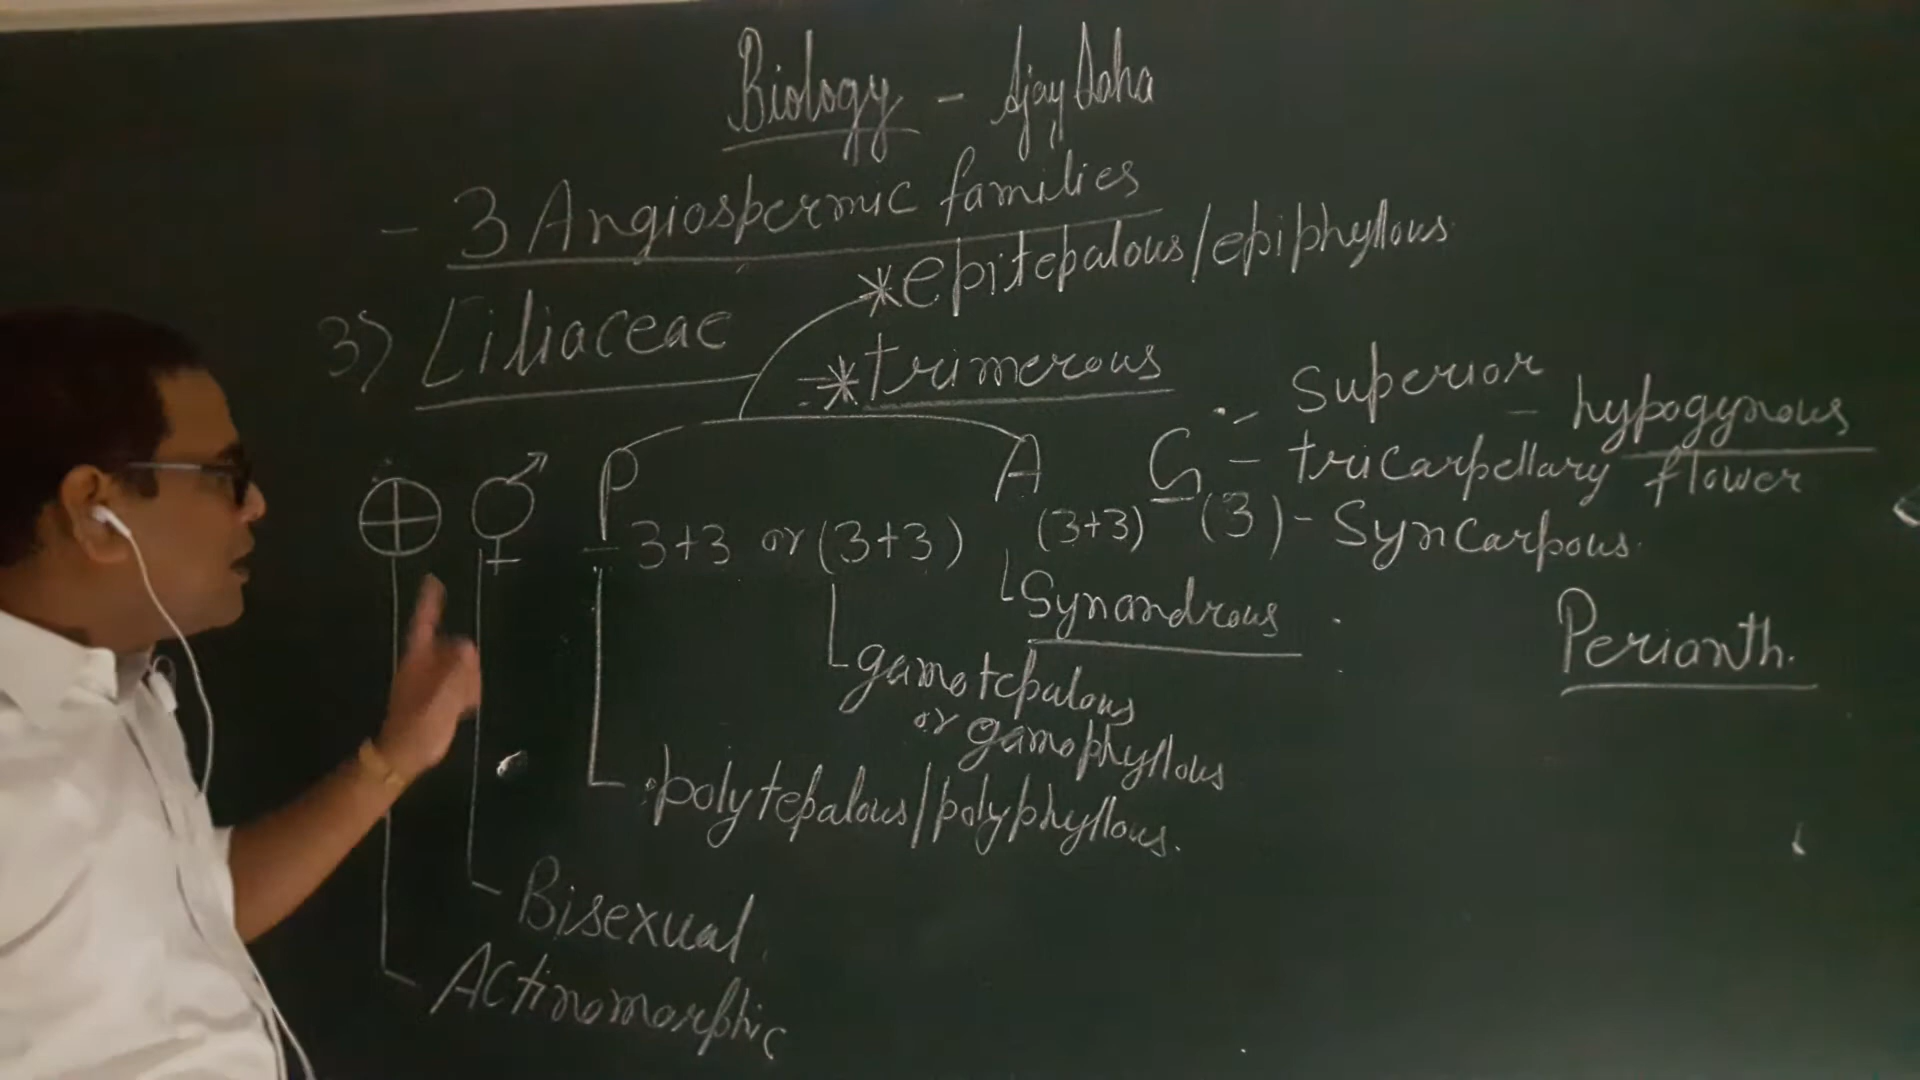 Biology - Ajay Saha
- 3 Angiospermic families
*epitepalous/epiphyllous
3) Liliaceae
*trimerous
⊕ ⚥ P 3+3 or (3+3) A (3+3) G (3)
- Superior
- hypogynous flower
- tricarpellary
- Syncarpous.
Synandrous
Perianth.
gamotepalous
or gamophyllous
polytepalous/polyphyllous.
Bisexual
Actinomorphic